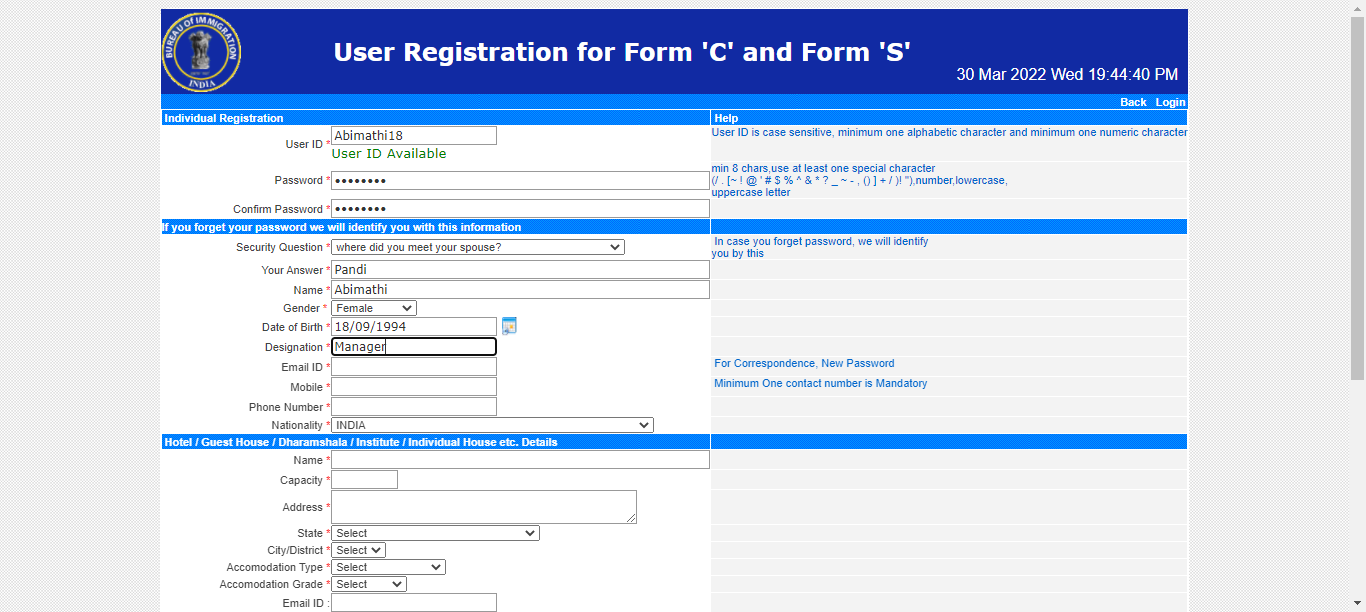 BUREAU OF IMMIGRATION
INDIA
User Registration for Form 'C' and Form 'S'
30 Mar 2022 Wed 19:44:40 PM
Back Login
Individual Registration Help
User ID * Abimathi18 User ID is case sensitive, minimum one alphabetic character and minimum one numeric character
User ID Available
min 8 chars,use at least one special character
Password * •••••••• (/ . [~ ! @ ' # $ % ^ & * ? _ ~ - , () ] + / )! "),number,lowercase,
uppercase letter
Confirm Password * ••••••••
If you forget your password we will identify you with this information
Security Question * where did you meet your spouse? In case you forget password, we will identify
you by this
Your Answer * Pandi
Name * Abimathi
Gender * Female
Date of Birth * 18/09/1994
Designation * Manager
Email ID * For Correspondence, New Password
Mobile * Minimum One contact number is Mandatory
Phone Number *
Nationality * INDIA
Hotel / Guest House / Dharamshala / Institute / Individual House etc. Details
Name *
Capacity *
Address *
State * Select
City/District * Select
Accomodation Type * Select
Accomodation Grade * Select
Email ID :